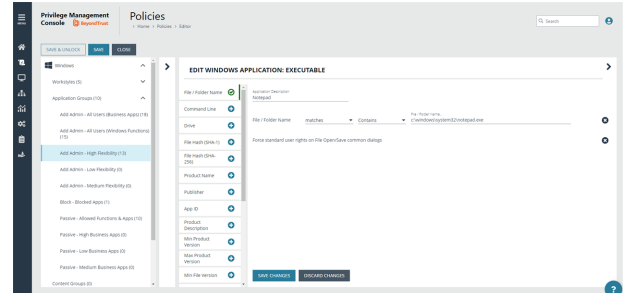 Privilege Management
Console BeyondTrust
Policies
> Home > Policies > Editor
Search
SAVE & UNLOCK
SAVE
CLOSE
Windows
Workstyles (6)
Application Groups (10)
Add Admin - All Users (Business Apps) (18)
Add Admin - All Users (Windows Functions)
(15)
Add Admin - High Flexibility (13)
Add Admin - Low Flexibility (0)
Add Admin - Medium Flexibility (0)
Block - Blocked Apps (1)
Passive - Allowed Functions & Apps (10)
Passive - High Business Apps (0)
Passive - Low Business Apps (0)
Passive - Medium Business Apps (0)
Content Groups (0)
EDIT WINDOWS APPLICATION: EXECUTABLE
File / Folder Name
Command Line
Drive
File Hash (SHA-1)
File Hash (SHA-
256)
Product Name
Publisher
App ID
Product
Description
Min Product
Version
Max Product
Version
Min File Version
Application Description
Notepad
File / Folder Name
matches
Contains
File / folder name...
c:\windows\system32\notepad.exe
Force standard user rights on File Open/Save common dialogs
SAVE CHANGES
DISCARD CHANGES
?